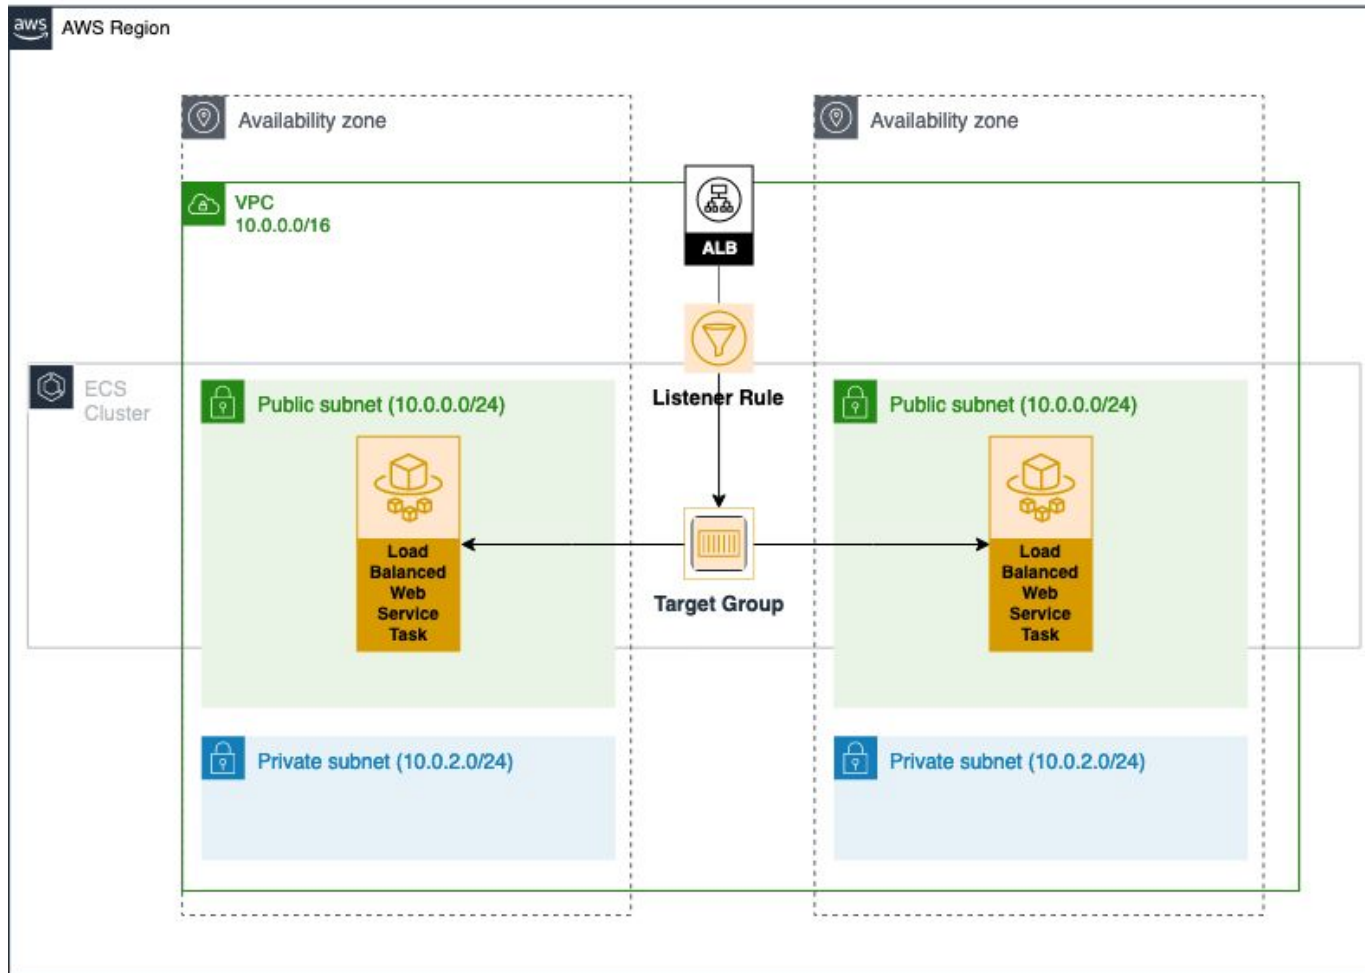 aws
AWS Region
Availability zone
Availability zone
VPC
10.0.0.0/16
ALB
ECS
Cluster
Public subnet (10.0.0.0/24)
Listener Rule
Public subnet (10.0.0.0/24)
Load
Balanced
Web
Service
Task
Target Group
Load
Balanced
Web
Service
Task
Private subnet (10.0.2.0/24)
Private subnet (10.0.2.0/24)